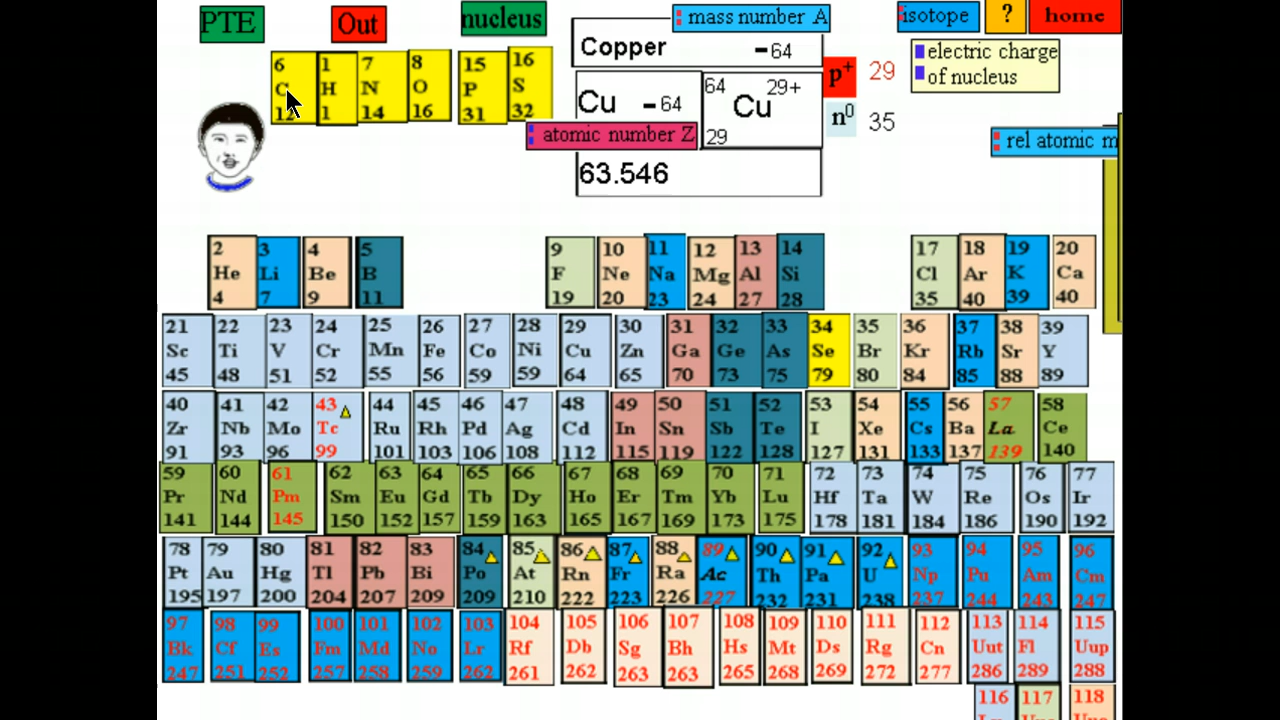 PTE Out nucleus mass number A isotope ? home
Copper -64
electric charge of nucleus
6 1 7 8 15 16
C H N O P S
12 1 14 16 31 32
Cu -64 64 29+ Cu 29
p+ 29
n0 35
atomic number Z
rel atomic m
63.546
2 3 4 5 9 10 11 12 13 14 17 18 19 20
He Li Be B F Ne Na Mg Al Si Cl Ar K Ca
4 7 9 11 19 20 23 24 27 28 35 40 39 40
21 22 23 24 25 26 27 28 29 30 31 32 33 34 35 36 37 38 39
Sc Ti V Cr Mn Fe Co Ni Cu Zn Ga Ge As Se Br Kr Rb Sr Y
45 48 51 52 55 56 59 59 64 65 70 73 75 79 80 84 85 88 89
40 41 42 43 44 45 46 47 48 49 50 51 52 53 54 55 56 57 58
Zr Nb Mo Tc Ru Rh Pd Ag Cd In Sn Sb Te I Xe Cs Ba La Ce
91 93 96 99 101 103 106 108 112 115 119 122 128 127 131 133 137 139 140
59 60 61 62 63 64 65 66 67 68 69 70 71 72 73 74 75 76 77
Pr Nd Pm Sm Eu Gd Tb Dy Ho Er Tm Yb Lu Hf Ta W Re Os Ir
141 144 145 150 152 157 159 163 165 167 169 173 175 178 181 184 186 190 192
78 79 80 81 82 83 84 85 86 87 88 89 90 91 92 93 94 95 96
Pt Au Hg Tl Pb Bi Po At Rn Fr Ra Ac Th Pa U Np Pu Am Cm
195 197 200 204 207 209 209 210 222 223 226 227 232 231 238 237 244 243 247
97 98 99 100 101 102 103 104 105 106 107 108 109 110 111 112 113 114 115
Bk Cf Es Fm Md No Lr Rf Db Sg Bh Hs Mt Ds Rg Cn Uut Fl Uup
247 251 252 257 258 259 262 261 262 263 263 265 268 269 272 277 286 289 288
116 117 118